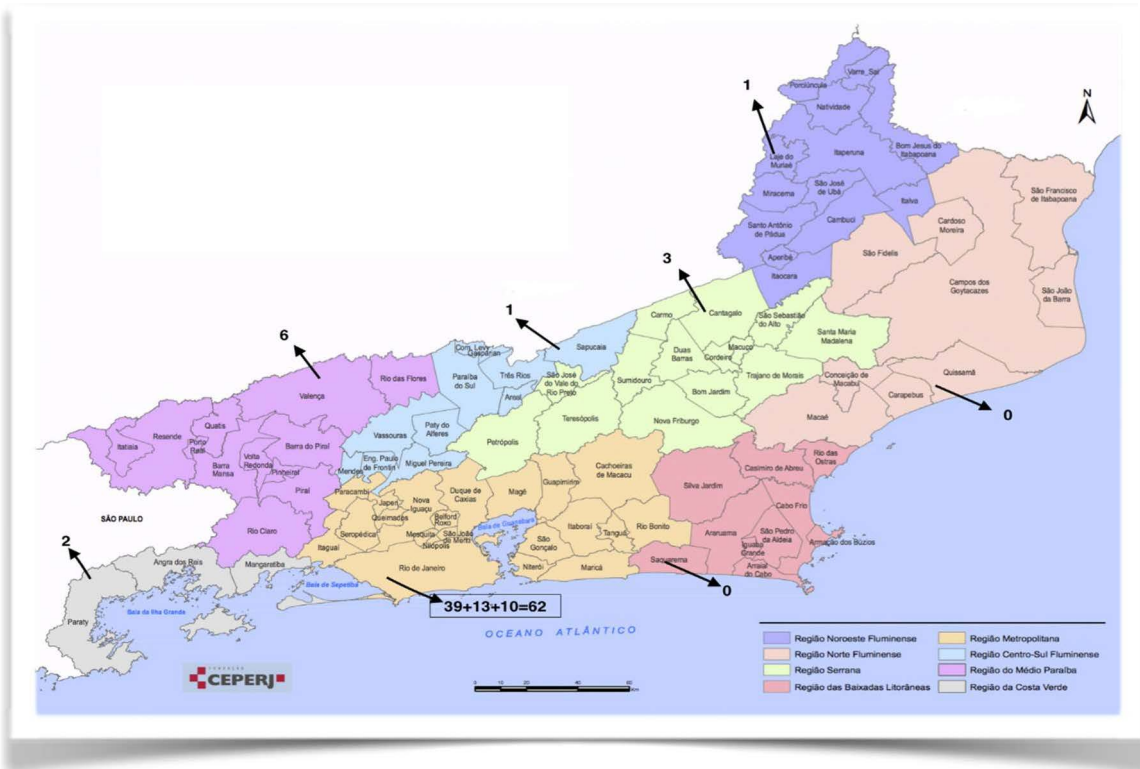 1
N
Varre_Sai
Porciúncula
Natividade
Bom Jesus do
Itabapoana
Itaperuna
Laje do
Muriaé
São José
de Ubá
Miracema
Italva
São Francisco
de Itabapoana
Cambuci
Santo Antônio
de Pádua
Cardoso
Moreira
São Fidelis
Aperibé
Itaocara
3
Campos dos
Goytacazes
São João
da Barra
1
Carmo
Cantagalo
São Sebastião
do Alto
Santa Maria
Madalena
6
Sapucaia
Com. Levy
Gasparian
Duas
Barras
Macuco
Cordeiro
Três Rios
Paraíba
do Sul
Rio das Flores
São José
do Vale do
Rio Preto
Sumidouro
Trajano de Morais
Conceição de
Macabu
Quissamã
Valença
Areal
Bom Jardim
Carapebus
0
Macaé
Teresópolis
Nova Friburgo
Paty do
Alferes
Vassouras
Petrópolis
Quatis
Resende
Itatiaia
Porto
Real
Barra do Piraí
Volta
Redonda
Barra
Mansa
Pinheiral
Eng. Paulo
de Frontin
Miguel Pereira
Mendes
Piraí
Rio das
Ostras
Cachoeiras
de Macacu
Casimiro de Abreu
Silva Jardim
Guapimirim
Magé
Duque de
Caxias
Nova
Iguaçu
Paracambi
Japeri
Queimados
Belford
Roxo
Baía de Guanabara
Cabo Frio
SÃO PAULO
Rio Claro
Seropédica
Mesquita
São João
de Meriti
Nilópolis
Itaboraí
Tanguá
Rio Bonito
Araruama
São Pedro
da Aldeia
Armação dos Búzios
Itaguaí
São
Gonçalo
Iguaba
Grande
2
Angra dos Reis
Mangaratiba
Rio de Janeiro
Niterói
Maricá
Saquarema
Arraial
do Cabo
Baía de Sepetiba
0
39+13+10=62
Baía da Ilha Grande
Paraty
OCEANO ATLÂNTICO
Região Noroeste Fluminense
Região Metropolitana
Região Norte Fluminense
Região Centro-Sul Fluminense
Região Serrana
Região do Médio Paraíba
Região das Baixadas Litorâneas
Região da Costa Verde
FUNDAÇÃO
CEPERJ
0 10 20 40 60
km